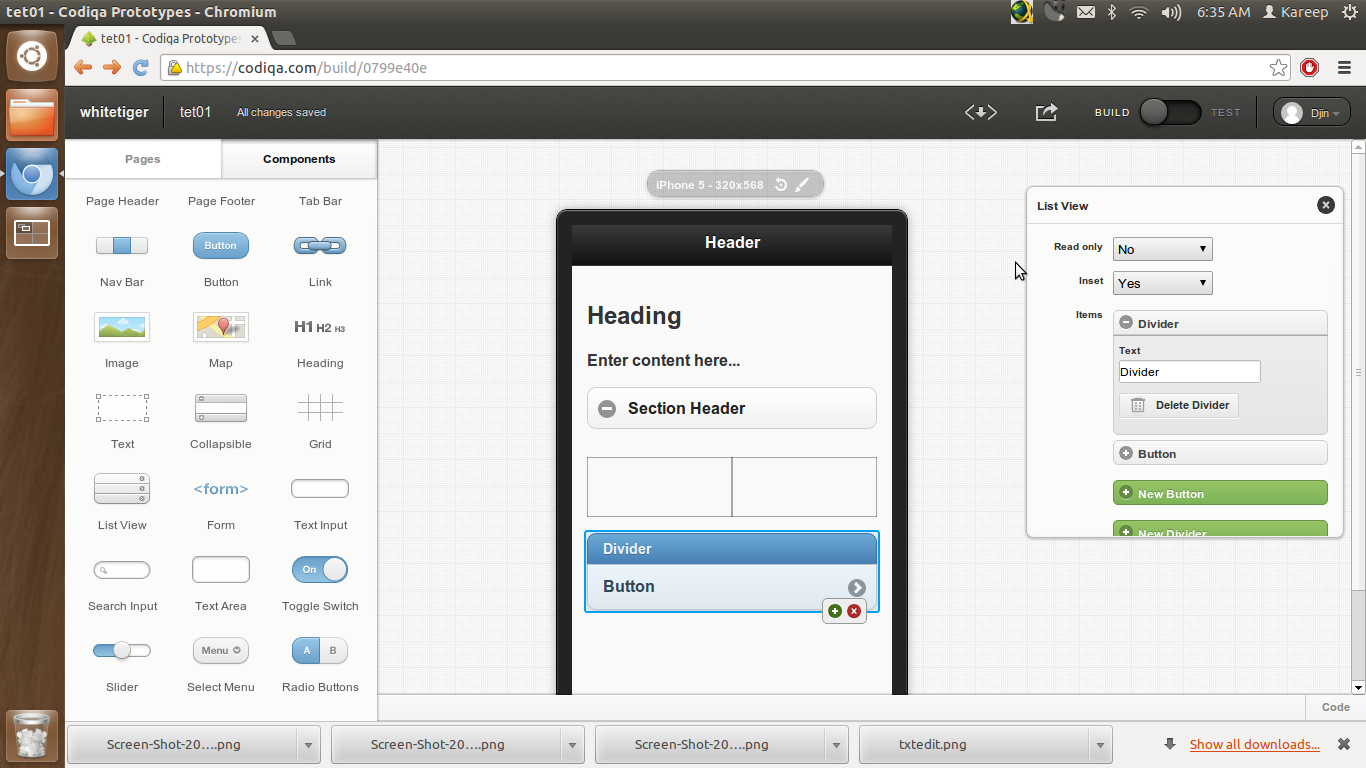 tet01 - Codiqa Prototypes - Chromium
6:35 AM Kareep
tet01 - Codiqa Prototypes
https://codiqa.com/build/0799e40e
whitetiger tet01 All changes saved
BUILD TEST Djin
Pages Components
Page Header Page Footer Tab Bar
Button
Nav Bar Button Link
H1 H2 H3
Image Map Heading
Text Collapsible Grid
<form>
List View Form Text Input
On
Search Input Text Area Toggle Switch
Menu A B
Slider Select Menu Radio Buttons
iPhone 5 - 320x568
Header
Heading
Enter content here...
Section Header
Divider
Button
List View
Read only No
Inset Yes
Items Divider
Text
Divider
Delete Divider
Button
New Button
New Divider
Code
Screen-Shot-20....png Screen-Shot-20....png Screen-Shot-20....png txtedit.png Show all downloads...